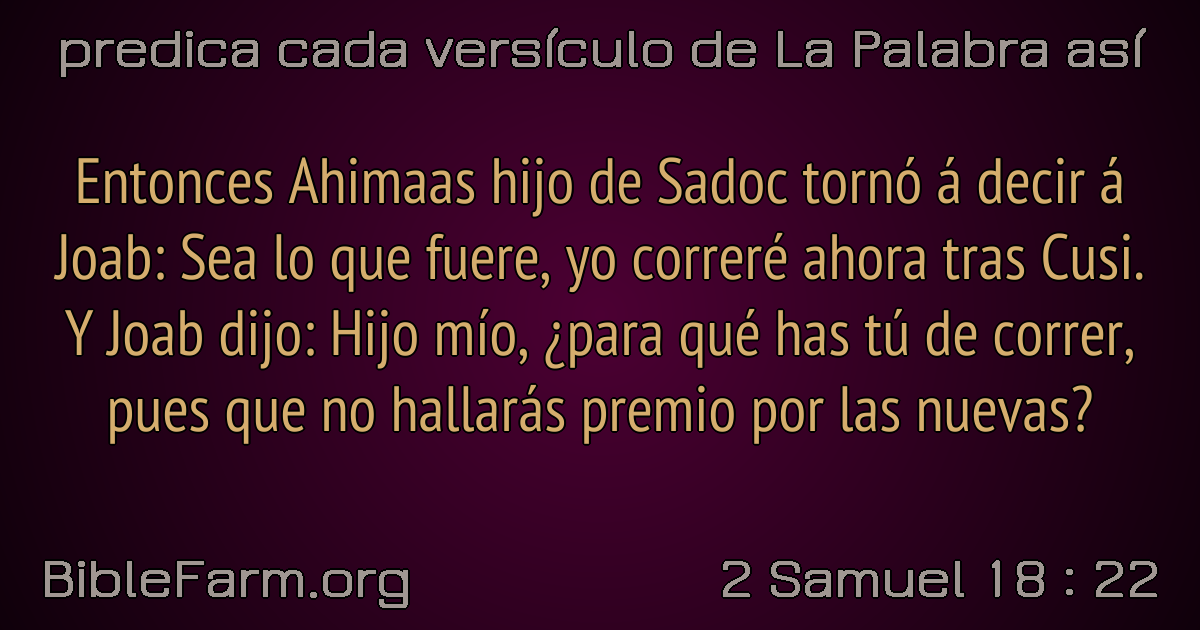 predica cada versículo de La Palabra así
Entonces Ahimaas hijo de Sadoc tornó á decir á
Joab: Sea lo que fuere, yo correré ahora tras Cusi.
Y Joab dijo: Hijo mío, ¿para qué has tú de correr,
pues que no hallarás premio por las nuevas?
BibleFarm.org
2 Samuel 18 : 22